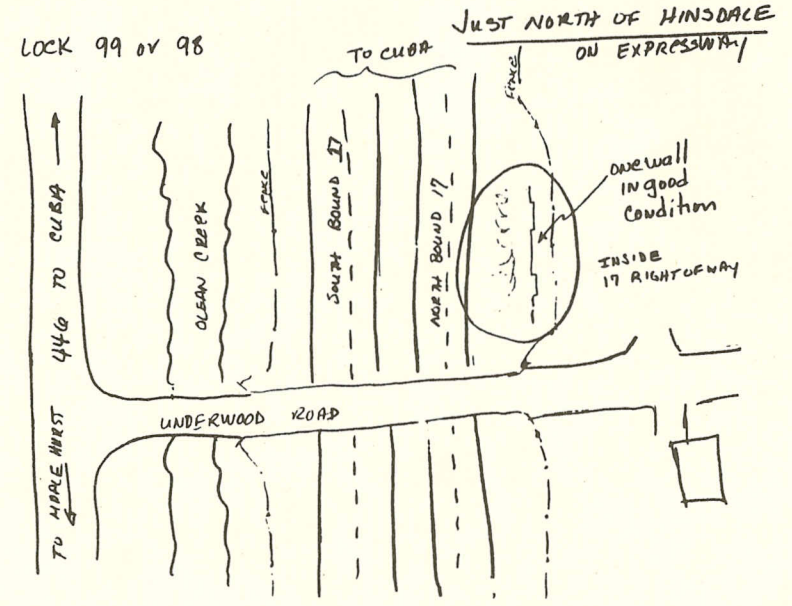 JUST NORTH OF HINSDALE
ON EXPRESSWAY
LOCK 99 or 98
TO CUBA
FENCE
446 TO CUBA
OLEAN CREEK
FENCE
SOUTH BOUND 17
NORTH BOUND 17
one wall
IN good
Condition
INSIDE
17 RIGHT OF WAY
UNDERWOOD ROAD
TO MAPLE HURST